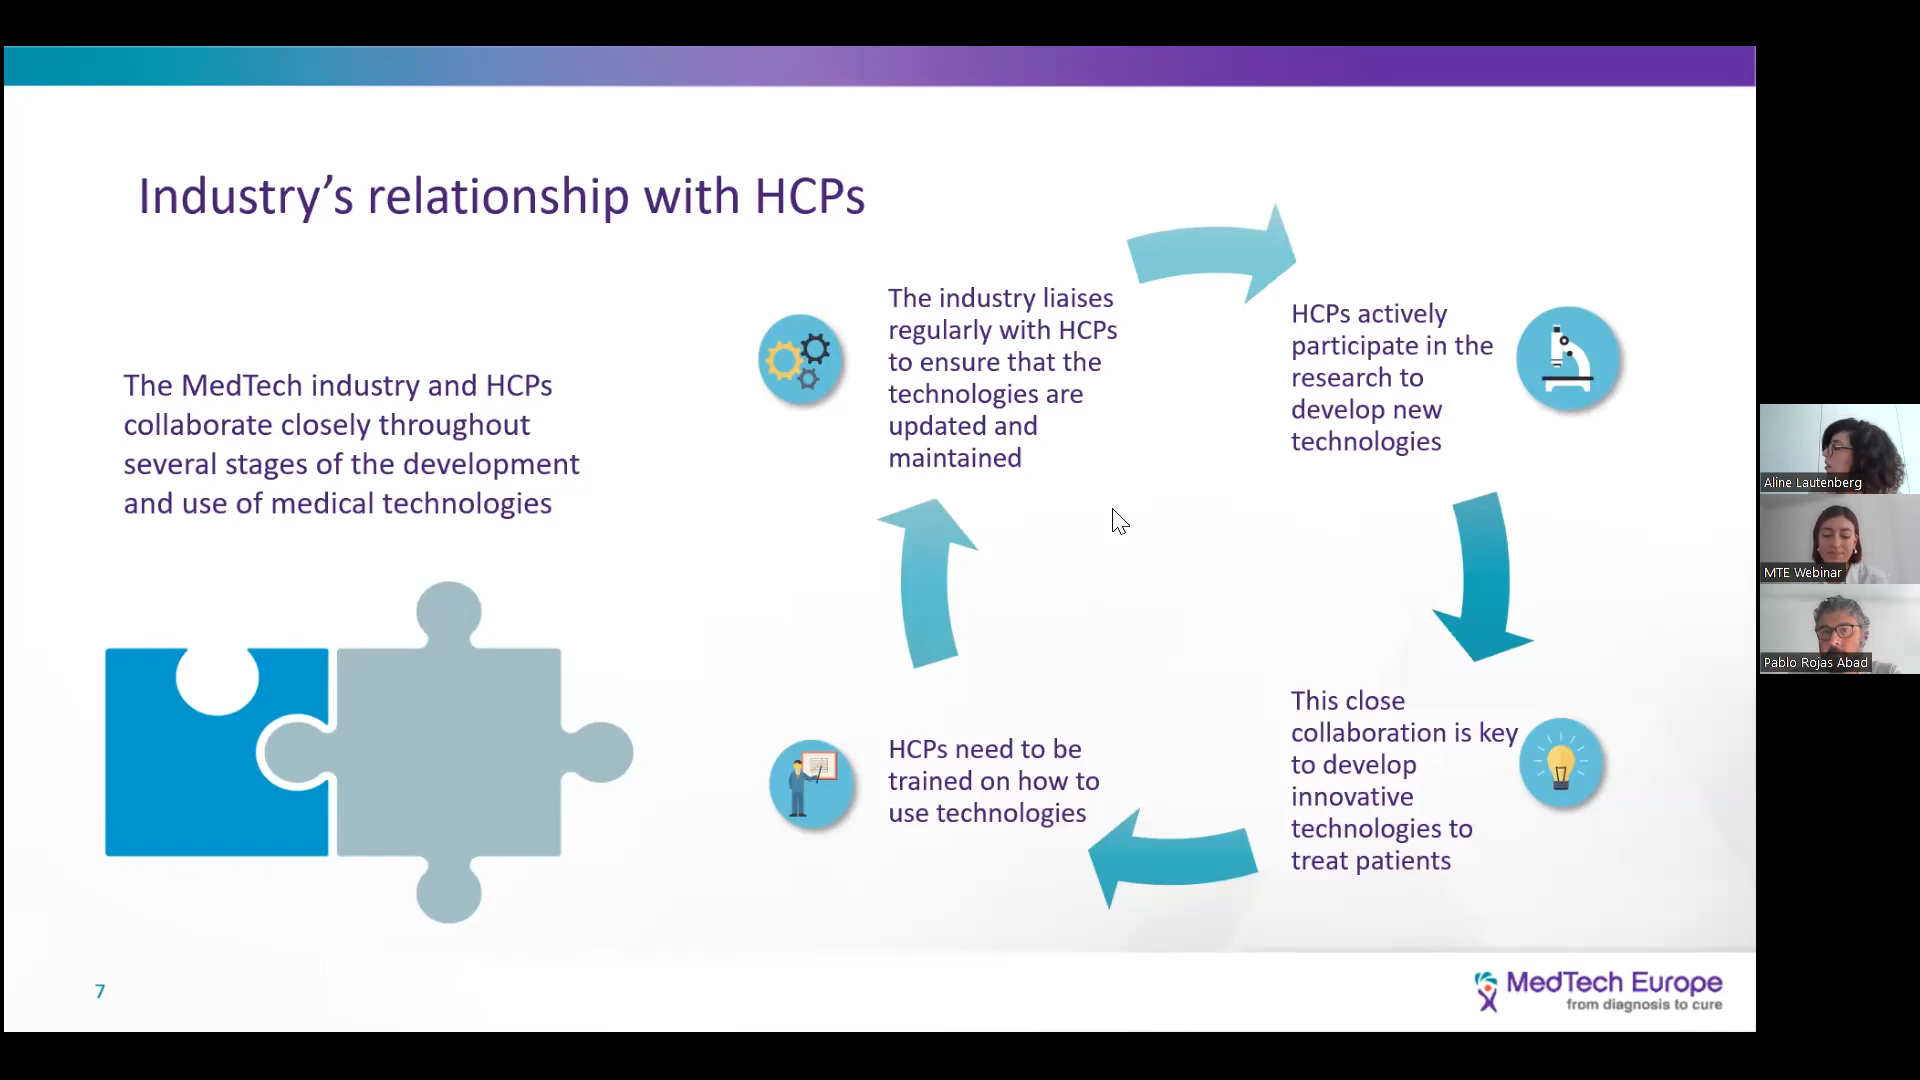 Industry’s relationship with HCPs
The MedTech industry and HCPs
collaborate closely throughout
several stages of the development
and use of medical technologies
The industry liaises
regularly with HCPs
to ensure that the
technologies are
updated and
maintained
HCPs actively
participate in the
research to
develop new
technologies
This close
collaboration is key
to develop
innovative
technologies to
treat patients
HCPs need to be
trained on how to
use technologies
7
MedTech Europe
from diagnosis to cure
Aline Lautenberg
MTE Webinar
Pablo Rojas Abad